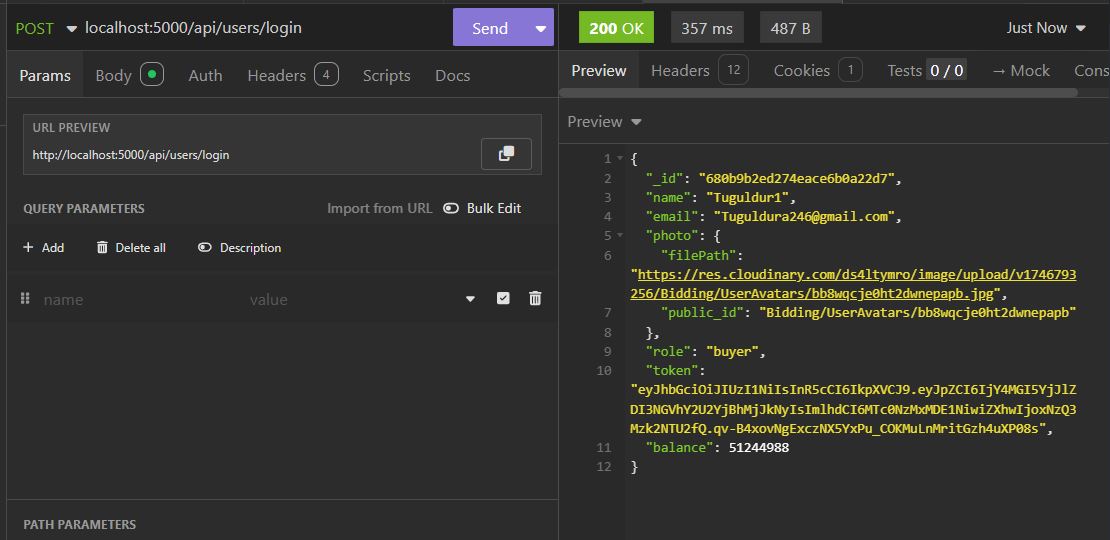 POST localhost:5000/api/users/login Send
200 OK 357 ms 487 B Just Now
Params Body Auth Headers 4 Scripts Docs
Preview Headers 12 Cookies 1 Tests 0 / 0 → Mock Cons
URL PREVIEW
http://localhost:5000/api/users/login
QUERY PARAMETERS Import from URL Bulk Edit
+ Add Delete all Description
name value
PATH PARAMETERS
Preview
1 {
2 "_id": "680b9b2ed274eace6b0a22d7",
3 "name": "Tuguldur1",
4 "email": "Tuguldura246@gmail.com",
5 "photo": {
6 "filePath":
"https://res.cloudinary.com/ds4ltymro/image/upload/v1746793
256/Bidding/UserAvatars/bb8wqcje0ht2dwnepapb.jpg",
7 "public_id": "Bidding/UserAvatars/bb8wqcje0ht2dwnepapb"
8 },
9 "role": "buyer",
10 "token":
"eyJhbGciOiJIUzI1NiIsInR5cCI6IkpXVCJ9.eyJpZCI6IjY4MGI5YjJlZ
DI3NGVhY2U2YjBhMjJkNyIsImlhdCI6MTc0NzMxMDE1NiwiZXhwIjoxNzQ3
Mzk2NTU2fQ.qv-B4xovNgExczNX5YxPu_COKMuLnMritGzh4uXP08s",
11 "balance": 51244988
12 }